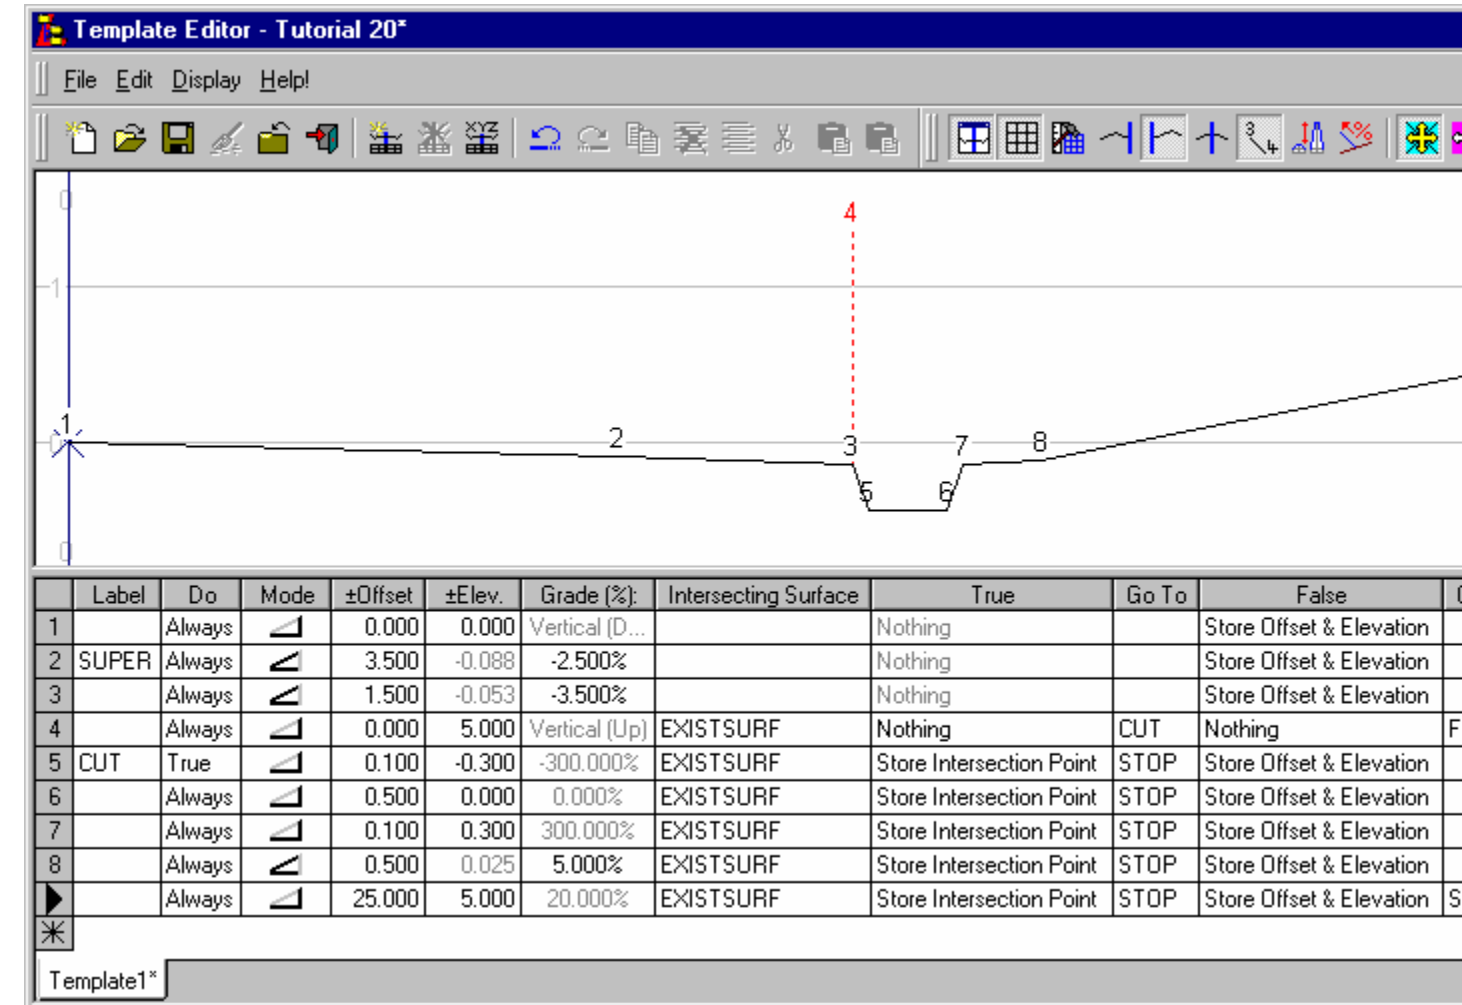 Template Editor - Tutorial 20*
File Edit Display Help!
XYZ
3 4 %
0
4
-1
1
0
2
3
7
8
5
6
0
Label Do Mode ±Offset ±Elev. Grade (%): Intersecting Surface True Go To False
1 Always 0.000 0.000 Vertical (D... Nothing Store Offset & Elevation
2 SUPER Always 3.500 -0.088 -2.500% Nothing Store Offset & Elevation
3 Always 1.500 -0.053 -3.500% Nothing Store Offset & Elevation
4 Always 0.000 5.000 Vertical (Up) EXISTSURF Nothing CUT Nothing F
5 CUT True 0.100 -0.300 -300.000% EXISTSURF Store Intersection Point STOP Store Offset & Elevation
6 Always 0.500 0.000 0.000% EXISTSURF Store Intersection Point STOP Store Offset & Elevation
7 Always 0.100 0.300 300.000% EXISTSURF Store Intersection Point STOP Store Offset & Elevation
8 Always 0.500 0.025 5.000% EXISTSURF Store Intersection Point STOP Store Offset & Elevation
Always 25.000 5.000 20.000% EXISTSURF Store Intersection Point STOP Store Offset & Elevation S
Template1*